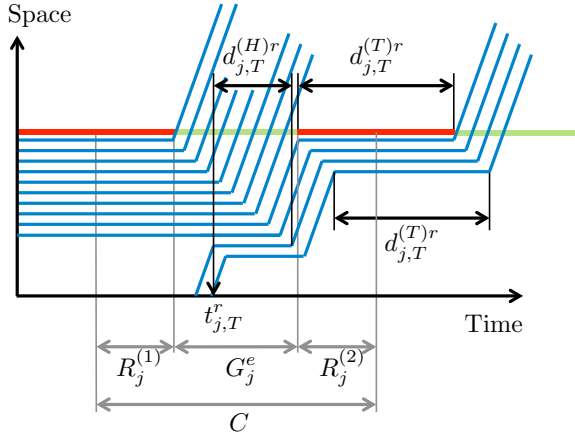 Space
$d_{j,T}^{(H)r}$ $d_{j,T}^{(T)r}$
$d_{j,T}^{(T)r}$
$t_{j,T}^{r}$ Time
$R_j^{(1)}$ $G_j^e$ $R_j^{(2)}$
$C$